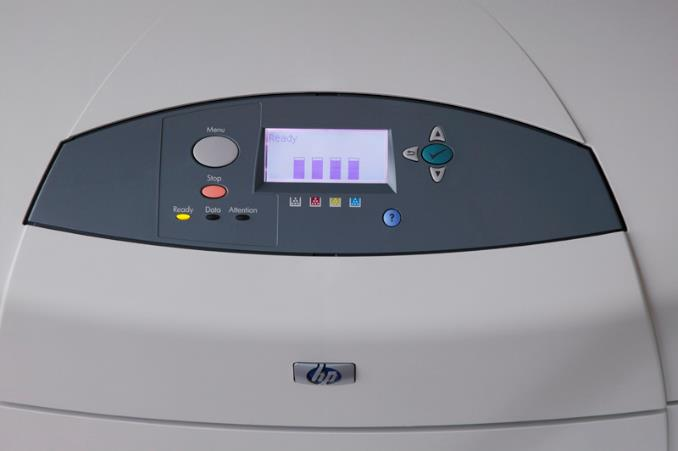 Menu
Ready
Stop
Ready Data Attention
?
hp